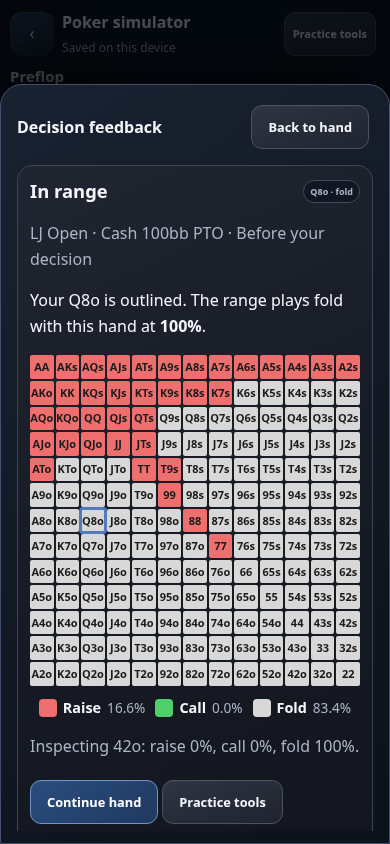 ‹
Poker simulator
Saved on this device
Practice tools
Preflop
Decision feedback
Back to hand
In range
Q8o · fold
LJ Open · Cash 100bb PTO · Before your
decision
Your Q8o is outlined. The range plays fold
with this hand at 100%.
AA AKs AQs AJs ATs A9s A8s A7s A6s A5s A4s A3s A2s
AKo KK KQs KJs KTs K9s K8s K7s K6s K5s K4s K3s K2s
AQo KQo QQ QJs QTs Q9s Q8s Q7s Q6s Q5s Q4s Q3s Q2s
AJo KJo QJo JJ JTs J9s J8s J7s J6s J5s J4s J3s J2s
ATo KTo QTo JTo TT T9s T8s T7s T6s T5s T4s T3s T2s
A9o K9o Q9o J9o T9o 99 98s 97s 96s 95s 94s 93s 92s
A8o K8o Q8o J8o T8o 98o 88 87s 86s 85s 84s 83s 82s
A7o K7o Q7o J7o T7o 97o 87o 77 76s 75s 74s 73s 72s
A6o K6o Q6o J6o T6o 96o 86o 76o 66 65s 64s 63s 62s
A5o K5o Q5o J5o T5o 95o 85o 75o 65o 55 54s 53s 52s
A4o K4o Q4o J4o T4o 94o 84o 74o 64o 54o 44 43s 42s
A3o K3o Q3o J3o T3o 93o 83o 73o 63o 53o 43o 33 32s
A2o K2o Q2o J2o T2o 92o 82o 72o 62o 52o 42o 32o 22
Raise 16.6% Call 0.0% Fold 83.4%
Inspecting 42o: raise 0%, call 0%, fold 100%.
Continue hand
Practice tools